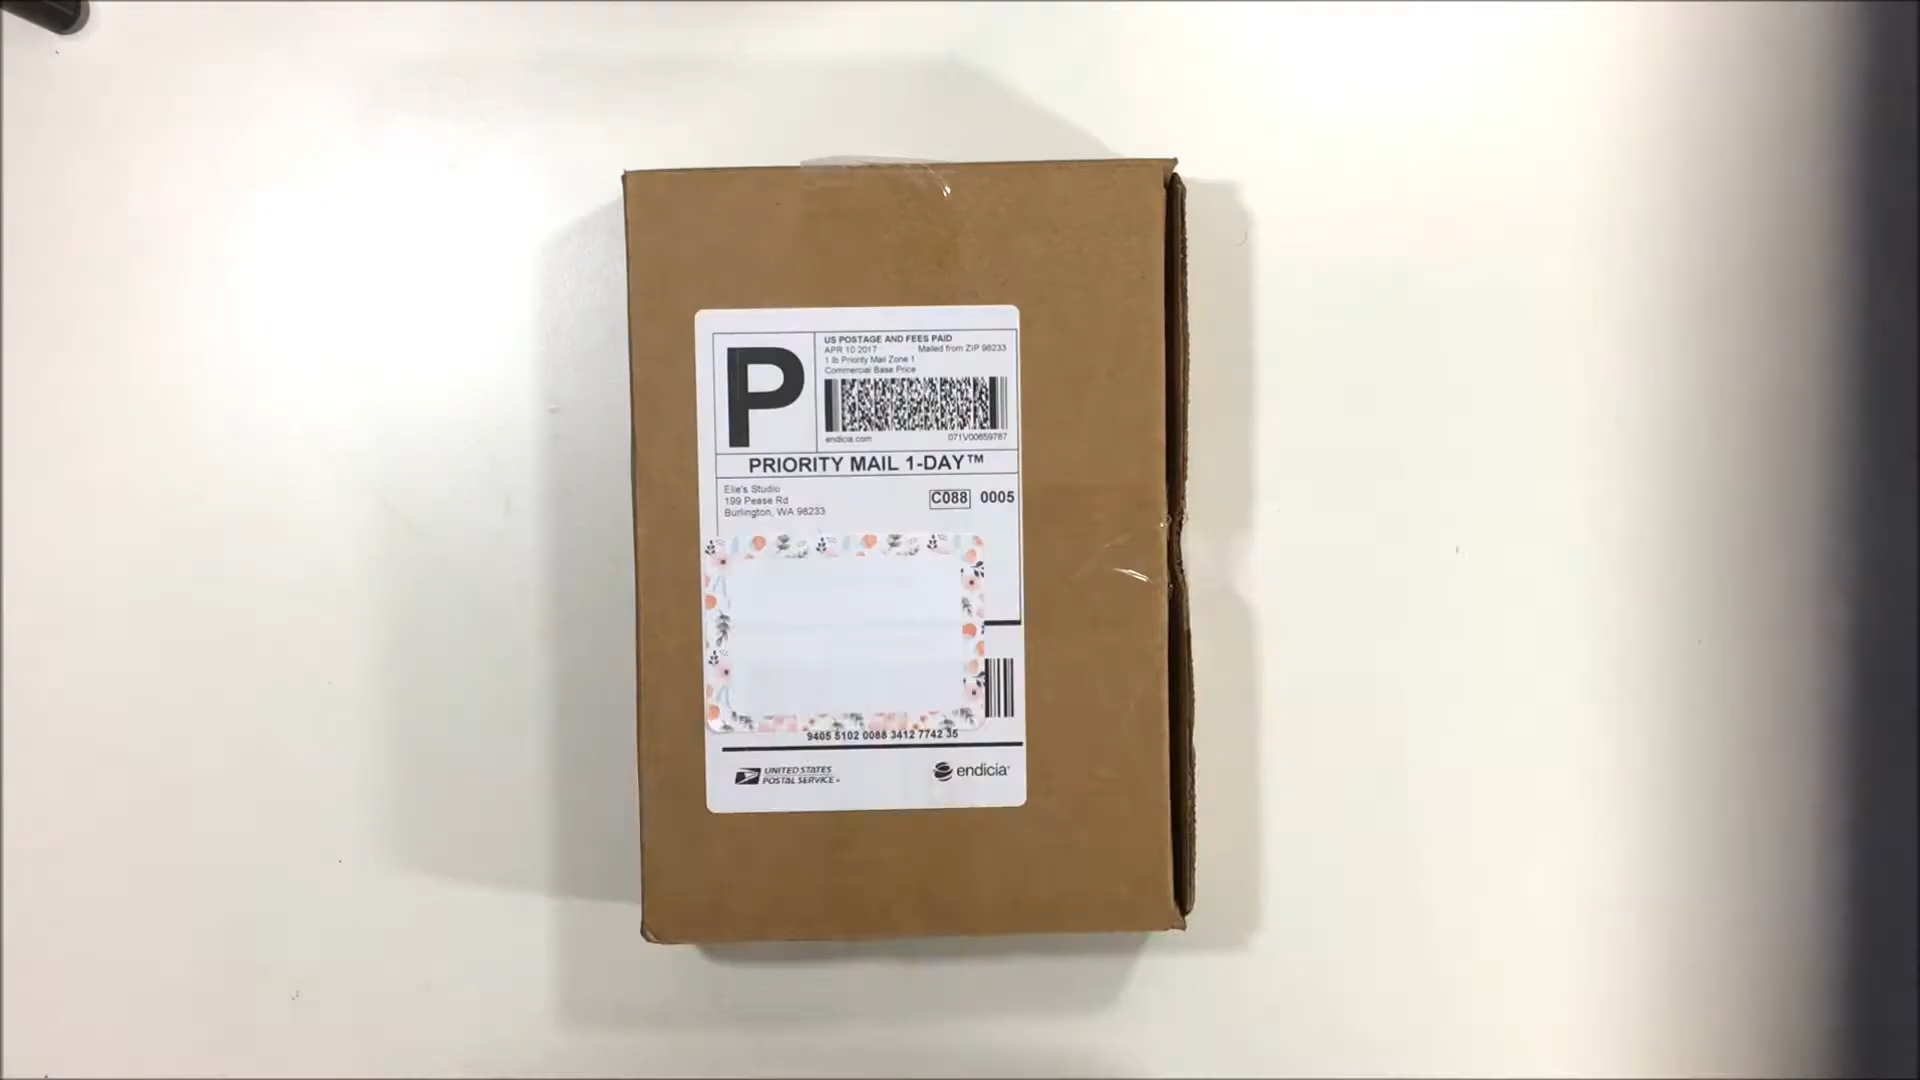 P
US POSTAGE AND FEES PAID
APR 10 2017 Mailed from ZIP 98233
1 lb Priority Mail Zone 1
Commercial Base Price
endicia.com 071V00659787
PRIORITY MAIL 1-DAY™
Elle's Studio
199 Pease Rd
Burlington, WA 98233
C088 0005
9405 5102 0088 3412 7742 35
UNITED STATES
POSTAL SERVICE®
endicia®